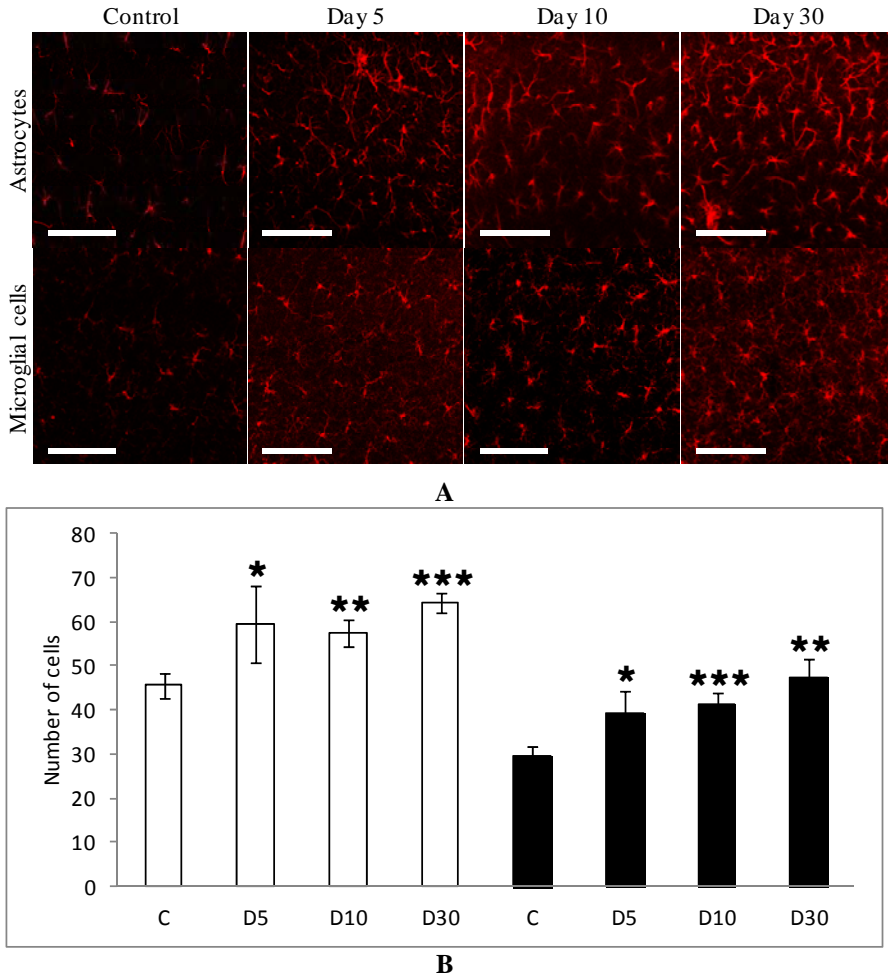 Control Day 5 Day 10 Day 30
Astrocytes
Microglial cells
A
80
70
60
50
40
30
20
10
0
Number of cells
* ** *** * *** **
C D5 D10 D30 C D5 D10 D30
B